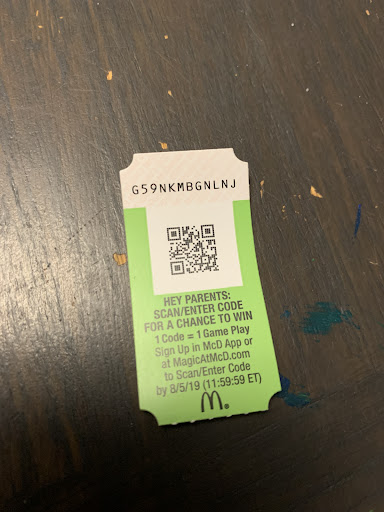 G59NKMBGNLNJ
HEY PARENTS:
SCAN/ENTER CODE
FOR A CHANCE TO WIN
1 Code = 1 Game Play
Sign Up in McD App or
at MagicAtMcD.com
to Scan/Enter Code
by 8/5/19 (11:59:59 ET)